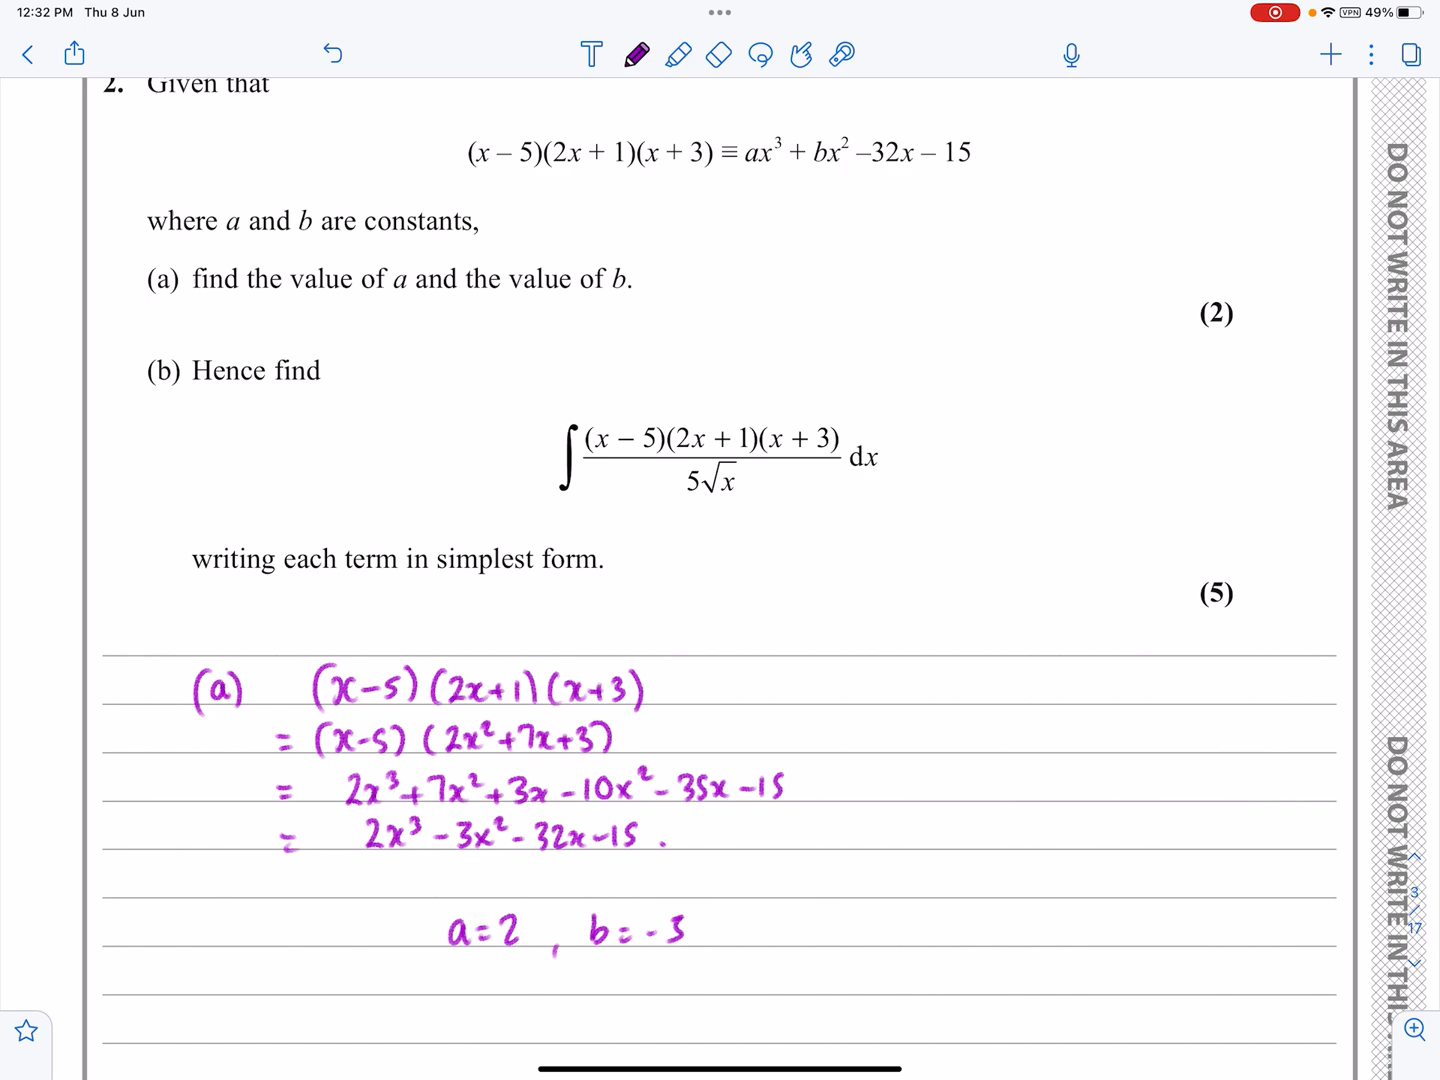 12:32 PM Thu 8 Jun
VPN 49%
T
2. Given that
(x – 5)(2x + 1)(x + 3) ≡ ax³ + bx² –32x – 15
where a and b are constants,
(a) find the value of a and the value of b.
(2)
(b) Hence find
∫ (x – 5)(2x + 1)(x + 3) / 5√x dx
writing each term in simplest form.
(5)
(a) (x-5)(2x+1)(x+3)
= (x-5)(2x²+7x+3)
= 2x³+7x²+3x-10x²-35x-15
= 2x³-3x²-32x-15.
a=2, b=-3
DO NOT WRITE IN THIS AREA
DO NOT WRITE IN THI
3
17